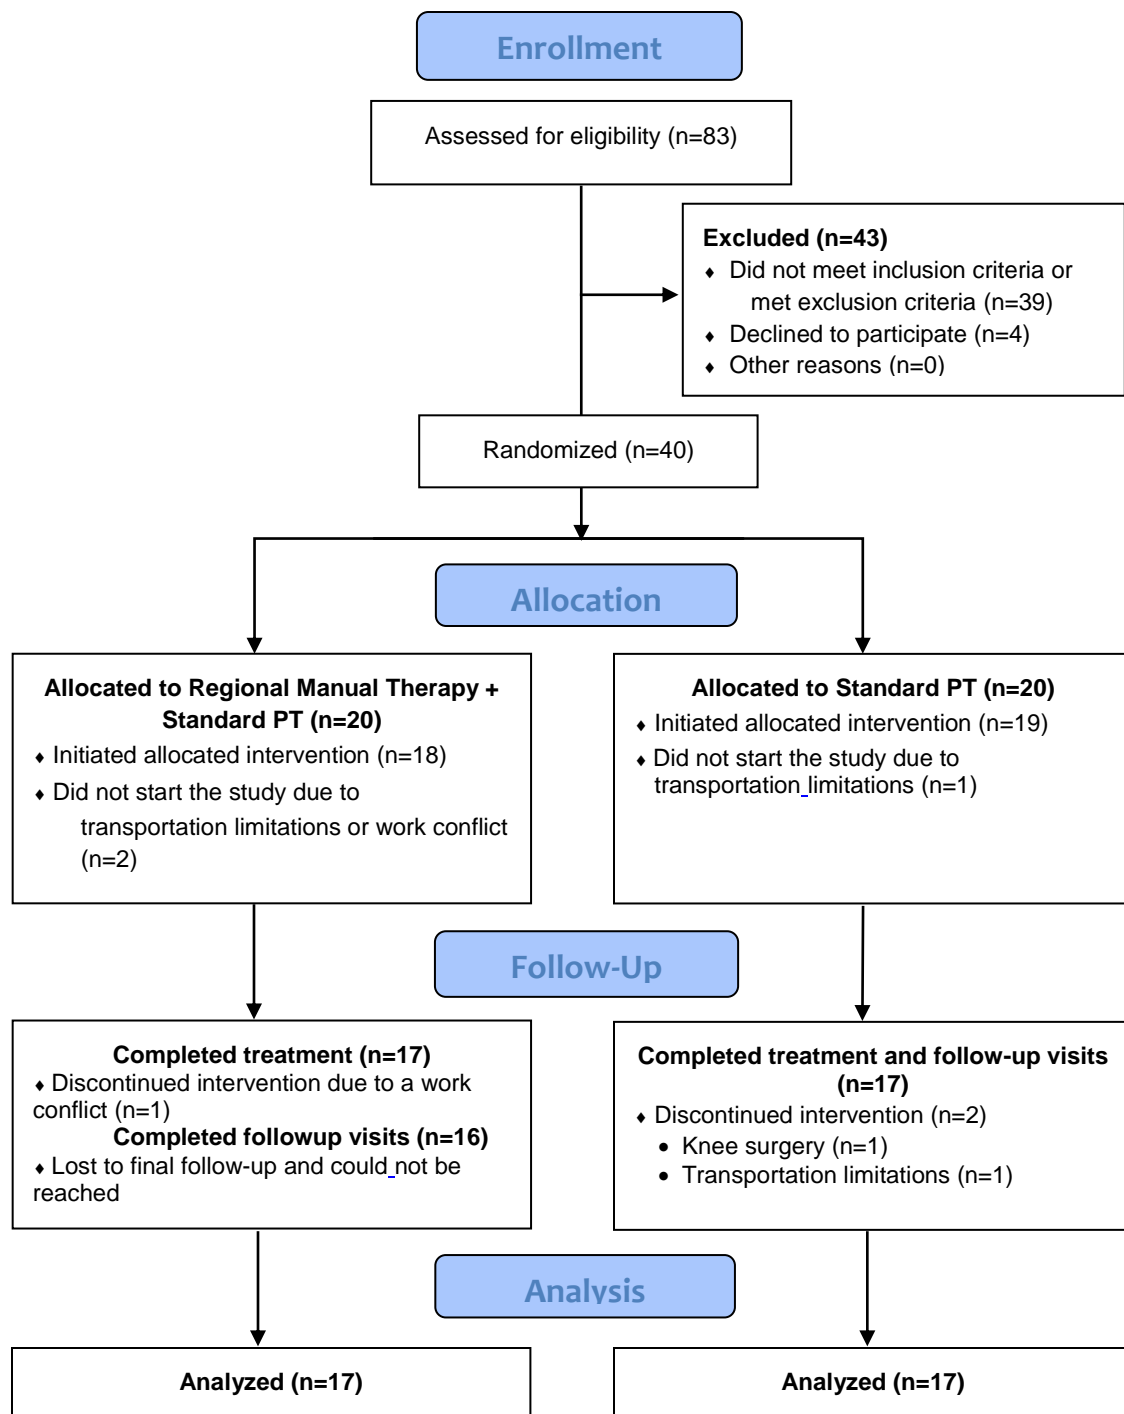 Enrollment
Assessed for eligibility (n=83)
Excluded (n=43)
♦ Did not meet inclusion criteria or
met exclusion criteria (n=39)
♦ Declined to participate (n=4)
♦ Other reasons (n=0)
Randomized (n=40)
Allocation
Allocated to Regional Manual Therapy +
Standard PT (n=20)
♦ Initiated allocated intervention (n=18)
♦ Did not start the study due to
transportation limitations or work conflict
(n=2)
Allocated to Standard PT (n=20)
♦ Initiated allocated intervention (n=19)
♦ Did not start the study due to
transportation limitations (n=1)
Follow-Up
Completed treatment (n=17)
♦ Discontinued intervention due to a work
conflict (n=1)
Completed followup visits (n=16)
♦ Lost to final follow-up and could not be
reached
Completed treatment and follow-up visits
(n=17)
♦ Discontinued intervention (n=2)
• Knee surgery (n=1)
• Transportation limitations (n=1)
Analysis
Analyzed (n=17)
Analyzed (n=17)